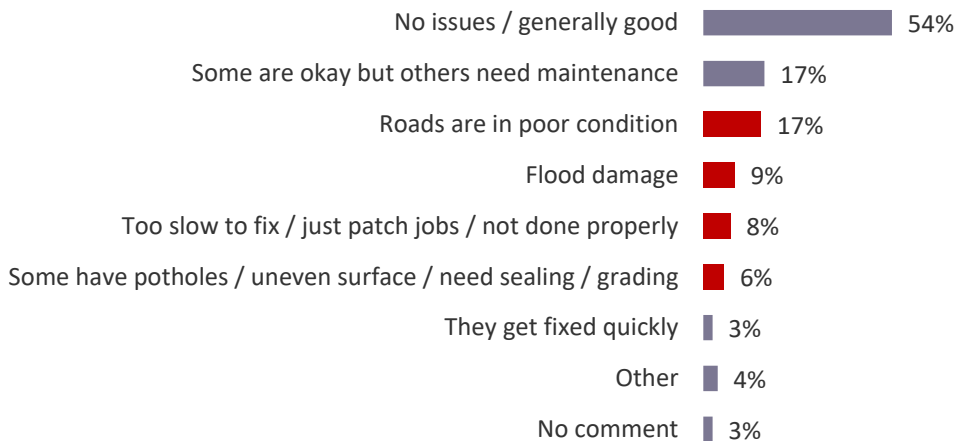 No issues / generally good 54%
Some are okay but others need maintenance 17%
Roads are in poor condition 17%
Flood damage 9%
Too slow to fix / just patch jobs / not done properly 8%
Some have potholes / uneven surface / need sealing / grading 6%
They get fixed quickly 3%
Other 4%
No comment 3%